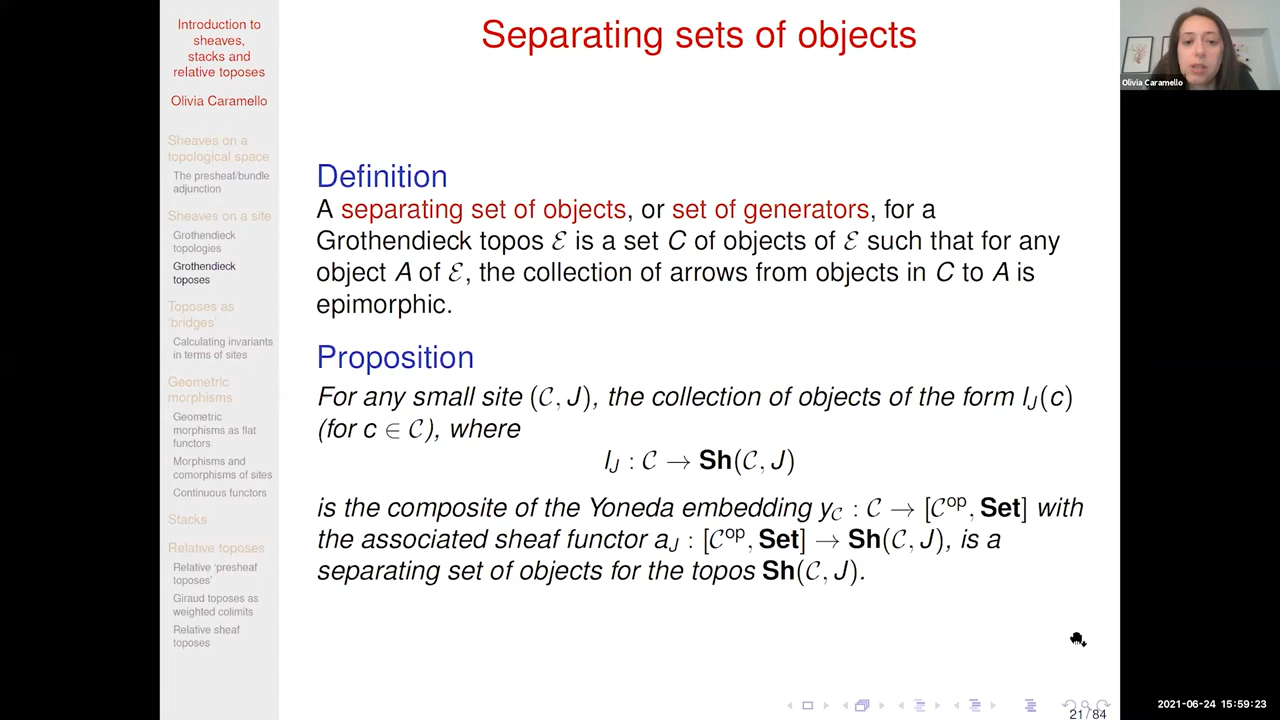 Introduction to
sheaves,
stacks and
relative toposes
Olivia Caramello
Sheaves on a
topological space
The presheaf/bundle
adjunction
Sheaves on a site
Grothendieck
topologies
Grothendieck
toposes
Toposes as
‘bridges’
Calculating invariants
in terms of sites
Geometric
morphisms
Geometric
morphisms as flat
functors
Morphisms and
comorphisms of sites
Continuous functors
Stacks
Relative toposes
Relative ‘presheaf
toposes’
Giraud toposes as
weighted colimits
Relative sheaf
toposes
Separating sets of objects
Definition
A separating set of objects, or set of generators, for a
Grothendieck topos ℰ is a set C of objects of ℰ such that for any
object A of ℰ, the collection of arrows from objects in C to A is
epimorphic.
Proposition
For any small site (𝒞, J), the collection of objects of the form l_J(c)
(for c ∈ 𝒞), where
l_J : 𝒞 → Sh(𝒞, J)
is the composite of the Yoneda embedding y_𝒞 : 𝒞 → [𝒞^op, Set] with
the associated sheaf functor a_J : [𝒞^op, Set] → Sh(𝒞, J), is a
separating set of objects for the topos Sh(𝒞, J).
21 / 84
Olivia Caramello
2021-06-24 15:59:23